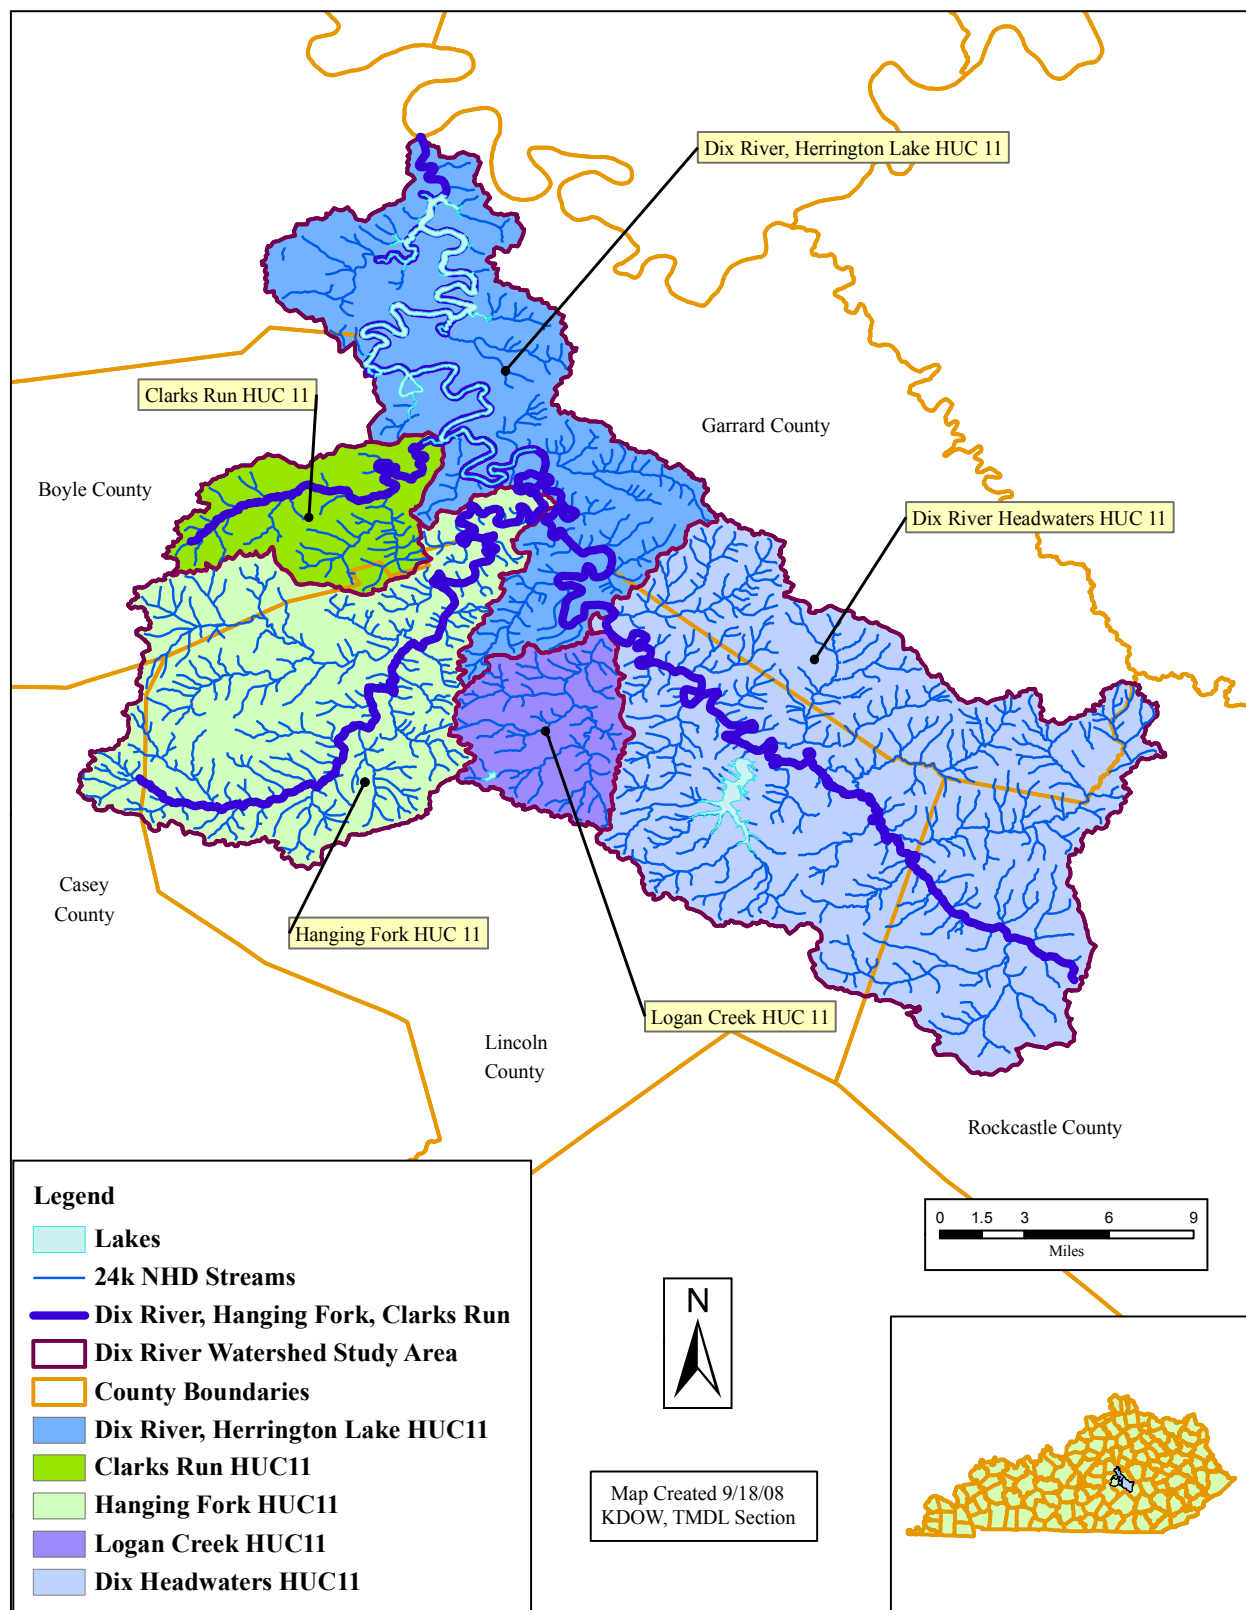 Dix River, Herrington Lake HUC 11
Clarks Run HUC 11
Garrard County
Boyle County
Dix River Headwaters HUC 11
Casey
County
Hanging Fork HUC 11
Logan Creek HUC 11
Lincoln
County
Rockcastle County
Legend
Lakes
24k NHD Streams
Dix River, Hanging Fork, Clarks Run
Dix River Watershed Study Area
County Boundaries
Dix River, Herrington Lake HUC11
Clarks Run HUC11
Hanging Fork HUC11
Logan Creek HUC11
Dix Headwaters HUC11
0 1.5 3 6 9
Miles
N
Map Created 9/18/08
KDOW, TMDL Section